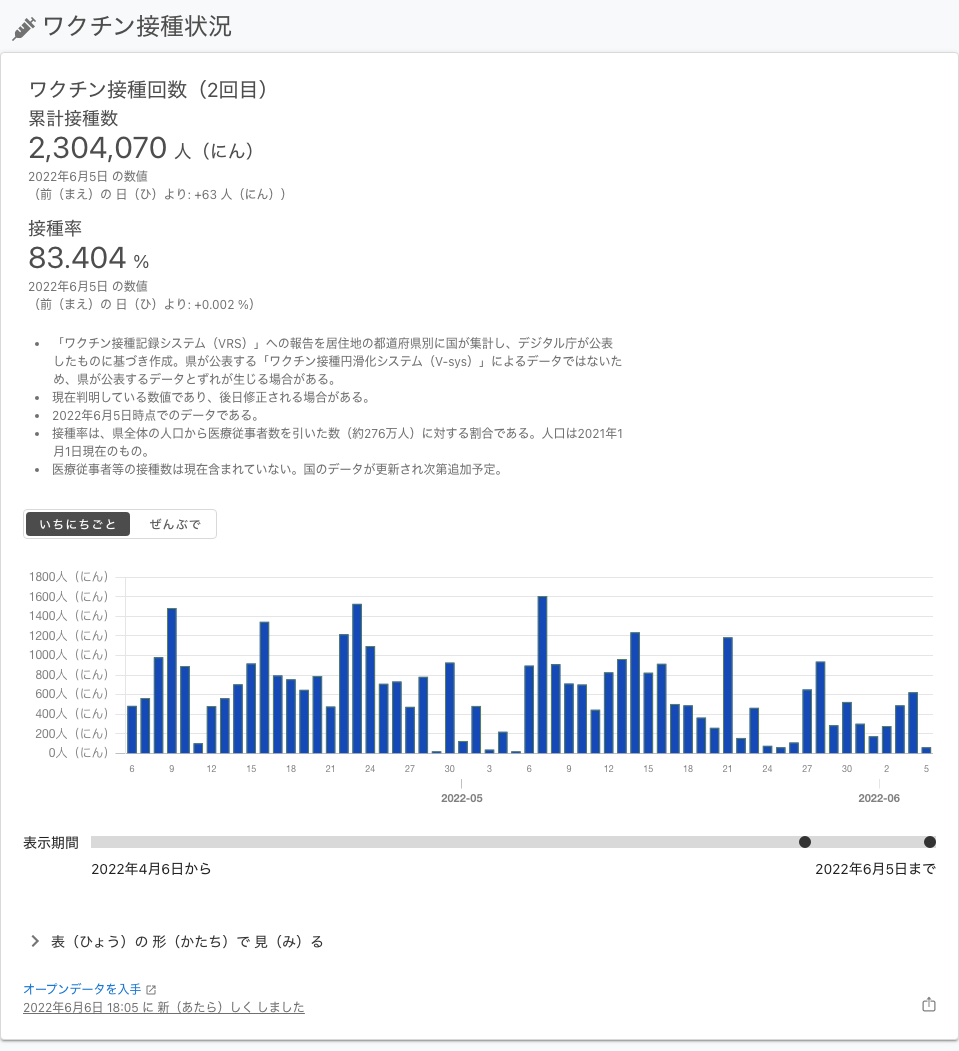 ワクチン接種状況
ワクチン接種回数（2回目）
累計接種数
2,304,070 人（にん）
2022年6月5日 の数値
（前（まえ）の 日（ひ）より: +63 人（にん））
接種率
83.404 %
2022年6月5日 の数値
（前（まえ）の 日（ひ）より: +0.002 %）
「ワクチン接種記録システム（VRS）」への報告を居住地の都道府県別に国が集計し、デジタル庁が公表
したものに基づき作成。県が公表する「ワクチン接種円滑化システム（V-sys）」によるデータではないた
め、県が公表するデータとずれが生じる場合がある。
現在判明している数値であり、後日修正される場合がある。
2022年6月5日時点でのデータである。
接種率は、県全体の人口から医療従事者数を引いた数（約276万人）に対する割合である。人口は2021年1
月1日現在のもの。
医療従事者等の接種数は現在含まれていない。国のデータが更新され次第追加予定。
いちにちごと ぜんぶで
1800人（にん）
1600人（にん）
1400人（にん）
1200人（にん）
1000人（にん）
800人（にん）
600人（にん）
400人（にん）
200人（にん）
0人（にん）
6 9 12 15 18 21 24 27 30 3 6 9 12 15 18 21 24 27 30 2 5
2022-05 2022-06
表示期間
2022年4月6日から 2022年6月5日まで
表（ひょう）の 形（かたち）で 見（み）る
オープンデータを入手
2022年6月6日 18:05 に 新（あたら）しく しました